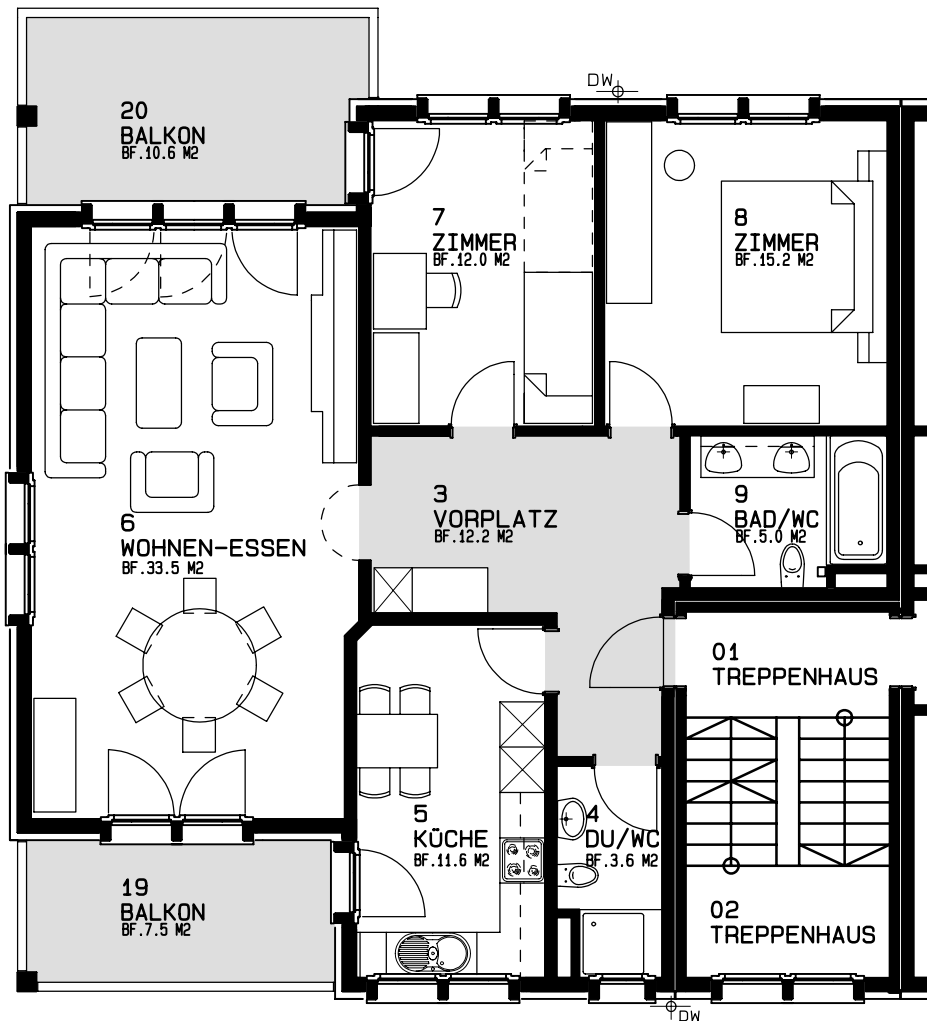 DW
20
BALKON
BF.10.6 M2
7
ZIMMER
BF.12.0 M2
8
ZIMMER
BF.15.2 M2
6
WOHNEN-ESSEN
BF.33.5 M2
3
VORPLATZ
BF.12.2 M2
9
BAD/WC
BF.5.0 M2
01
TREPPENHAUS
5
KÜCHE
BF.11.6 M2
4
DU/WC
BF.3.6 M2
19
BALKON
BF.7.5 M2
02
TREPPENHAUS
DW